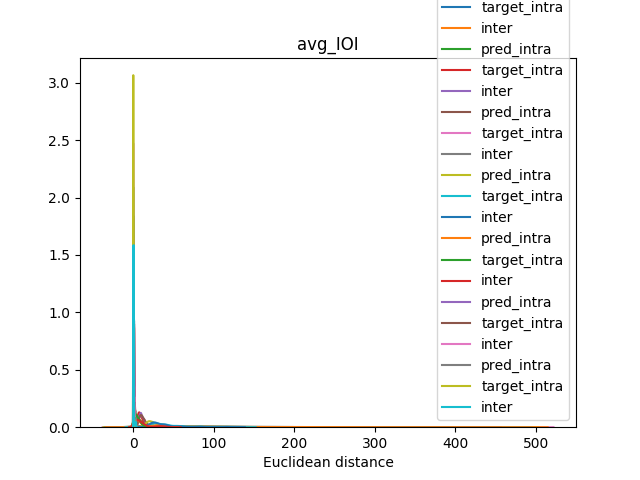 avg_IOI
target_intra
inter
pred_intra
target_intra
inter
pred_intra
target_intra
inter
pred_intra
target_intra
inter
pred_intra
target_intra
inter
pred_intra
target_intra
inter
pred_intra
target_intra
inter
3.0
2.5
2.0
1.5
1.0
0.5
0.0
0 100 200 300 400 500
Euclidean distance